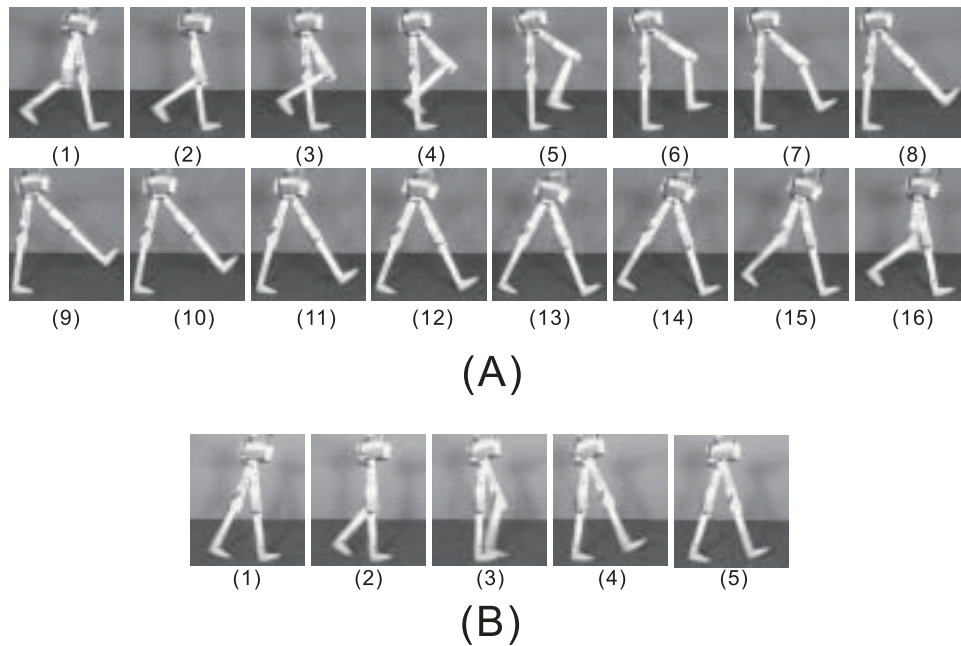 (1) (2) (3) (4) (5) (6) (7) (8)
(9) (10) (11) (12) (13) (14) (15) (16)
(A)
(1) (2) (3) (4) (5)
(B)